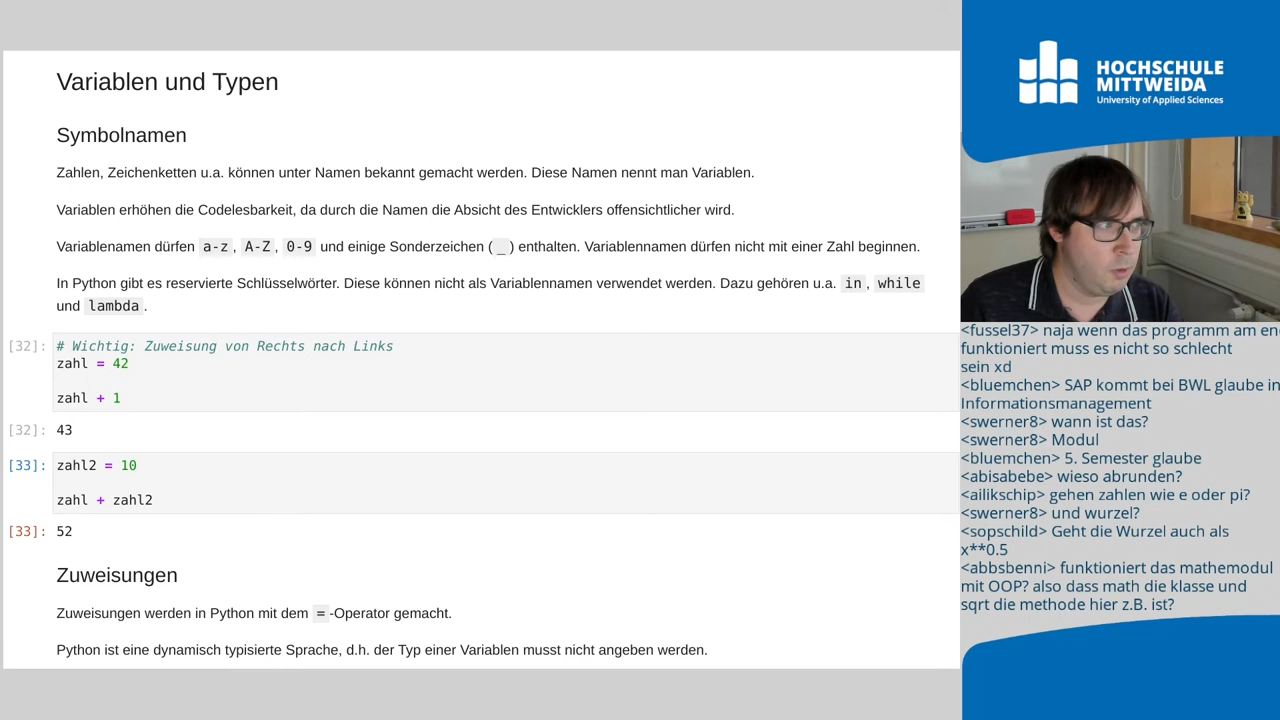 Variablen und Typen
Symbolnamen
Zahlen, Zeichenketten u.a. können unter Namen bekannt gemacht werden. Diese Namen nennt man Variablen.
Variablen erhöhen die Codelesbarkeit, da durch die Namen die Absicht des Entwicklers offensichtlicher wird.
Variablenamen dürfen a-z, A-Z, 0-9 und einige Sonderzeichen (_) enthalten. Variablennamen dürfen nicht mit einer Zahl beginnen.
In Python gibt es reservierte Schlüsselwörter. Diese können nicht als Variablennamen verwendet werden. Dazu gehören u.a. in, while
und lambda.
[32]: # Wichtig: Zuweisung von Rechts nach Links
zahl = 42
zahl + 1
[32]: 43
[33]: zahl2 = 10
zahl + zahl2
[33]: 52
Zuweisungen
Zuweisungen werden in Python mit dem =-Operator gemacht.
Python ist eine dynamisch typisierte Sprache, d.h. der Typ einer Variablen musst nicht angeben werden.
HOCHSCHULE
MITTWEIDA
University of Applied Sciences
<fussel37> naja wenn das programm am en
funktioniert muss es nicht so schlecht
sein xd
<bluemchen> SAP kommt bei BWL glaube in
Informationsmanagement
<swerner8> wann ist das?
<swerner8> Modul
<bluemchen> 5. Semester glaube
<abisabebe> wieso abrunden?
<ailikschip> gehen zahlen wie e oder pi?
<swerner8> und wurzel?
<sopschild> Geht die Wurzel auch als
x**0.5
<abbsbenni> funktioniert das mathemodul
mit OOP? also dass math die klasse und
sqrt die methode hier z.B. ist?